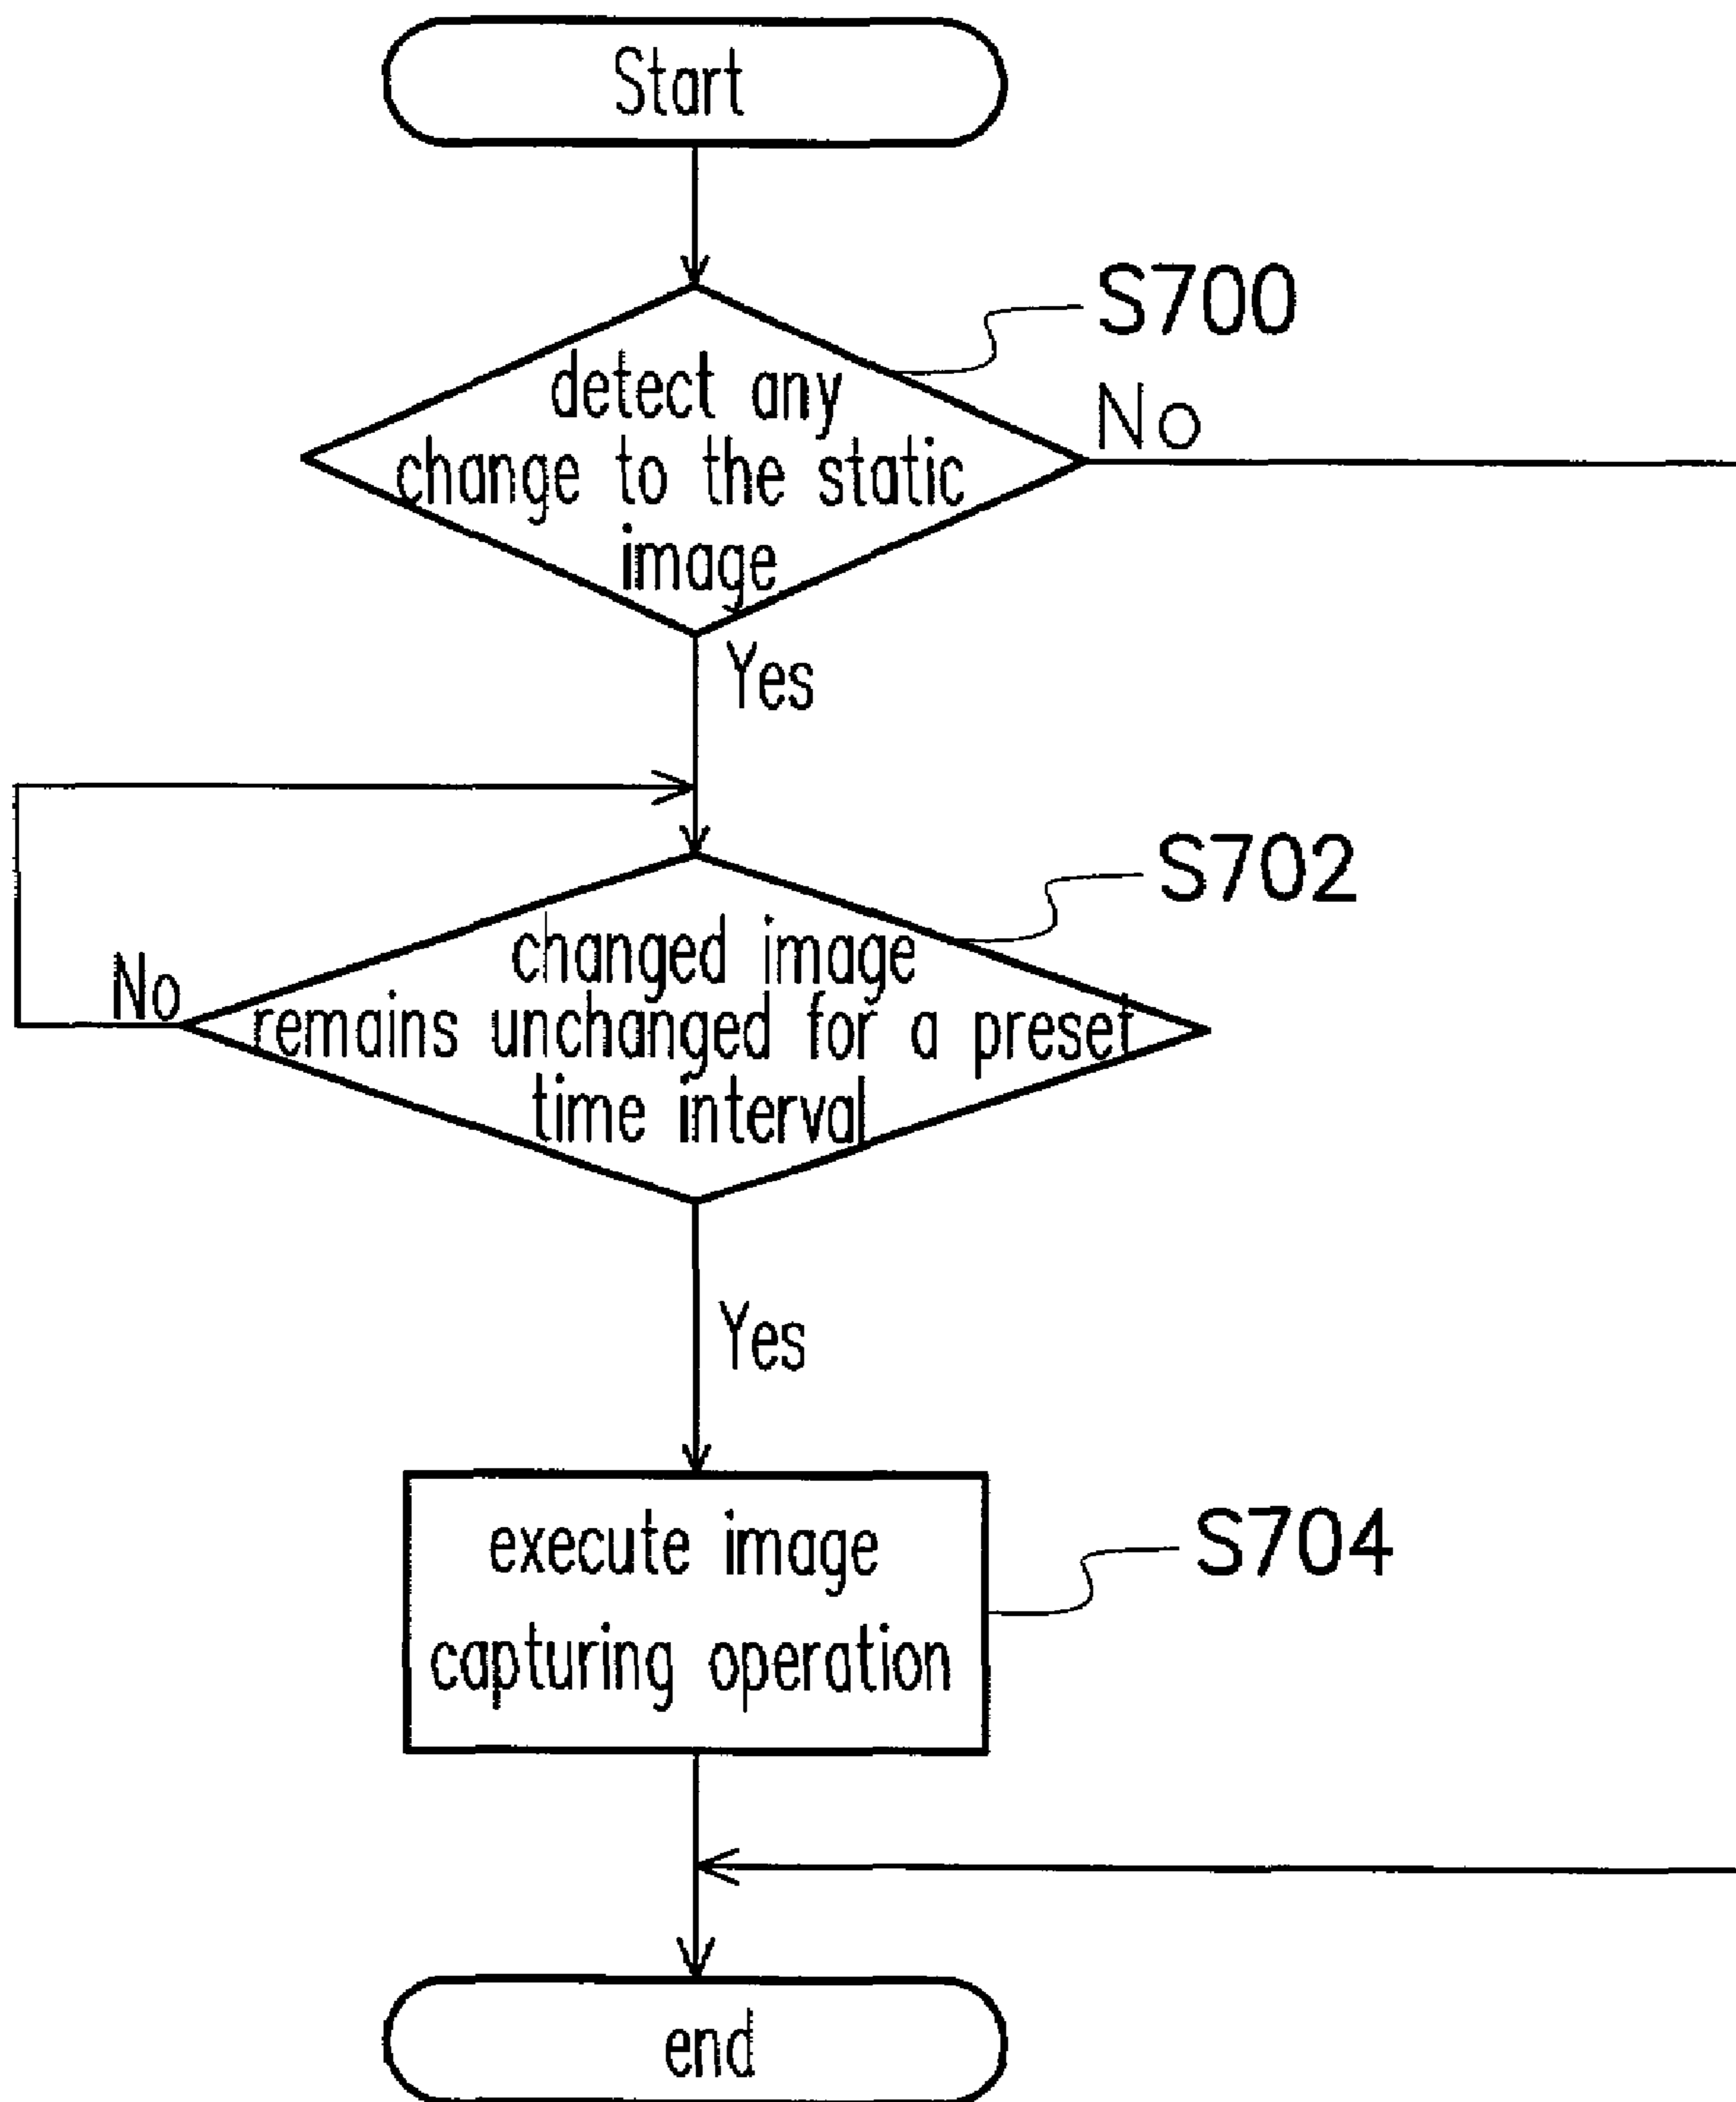 Start
S700
detect any
change to the static
image
No
Yes
S702
changed image
remains unchanged for a preset
time interval
No
Yes
execute image
capturing operation
S704
end